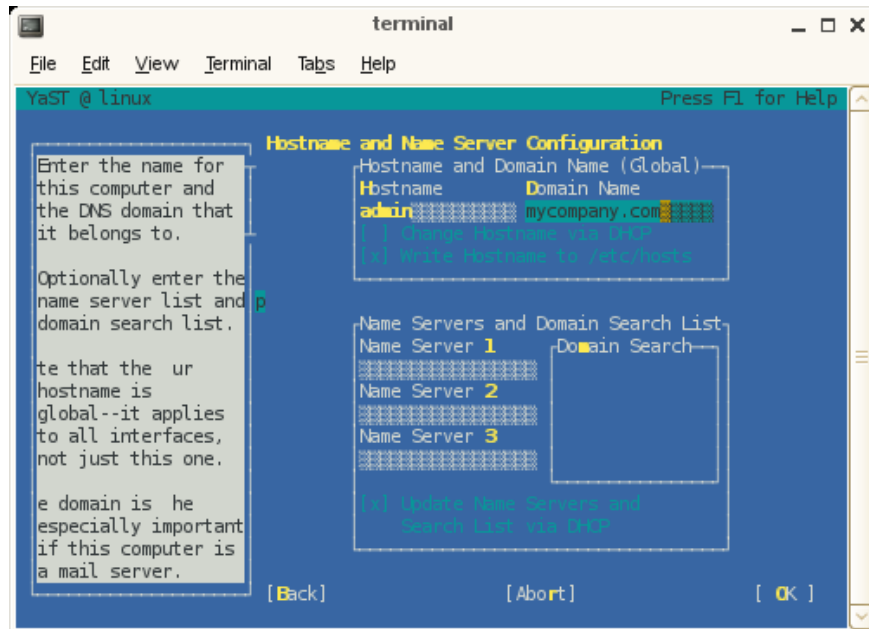 terminal
File Edit View Terminal Tabs Help
YaST @ linux Press F1 for Help
Hostname and Name Server Configuration
Enter the name for
this computer and
the DNS domain that
it belongs to.
Optionally enter the
name server list and p
domain search list.
te that the ur
hostname is
global--it applies
to all interfaces,
not just this one.
e domain is he
especially important
if this computer is
a mail server.
Hostname and Domain Name (Global)
Hostname Domain Name
admin mycompany.com
[ ] Change Hostname via DHCP
[x] Write Hostname to /etc/hosts
Name Servers and Domain Search List
Name Server 1 Domain Search
Name Server 2
Name Server 3
[x] Update Name Servers and
Search List via DHCP
[Back] [Abort] [ OK ]